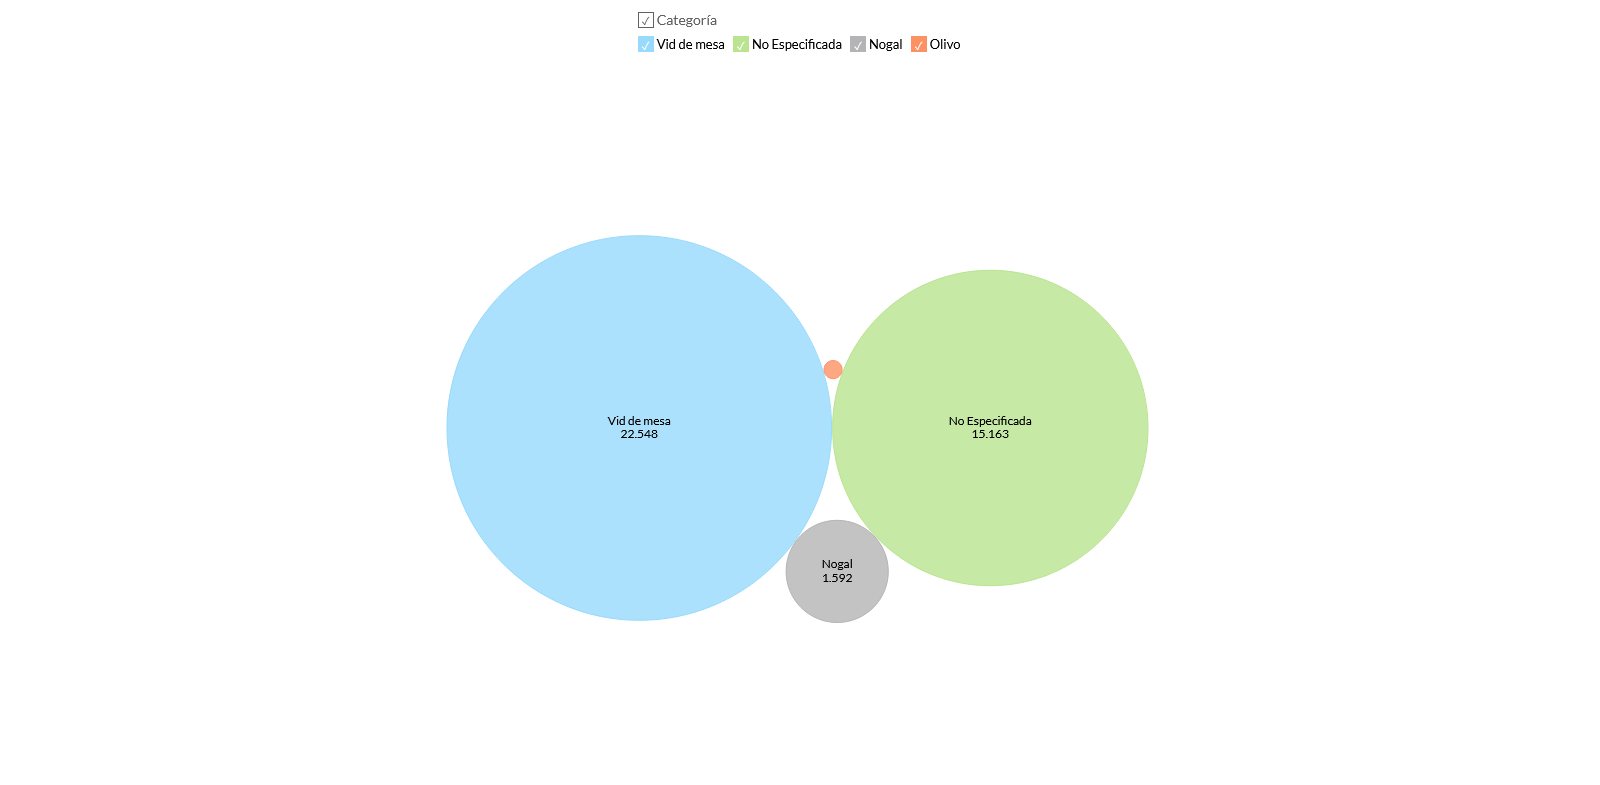 Categoría
Vid de mesa No Especificada Nogal Olivo
Vid de mesa
22.548
No Especificada
15.163
Nogal
1.592